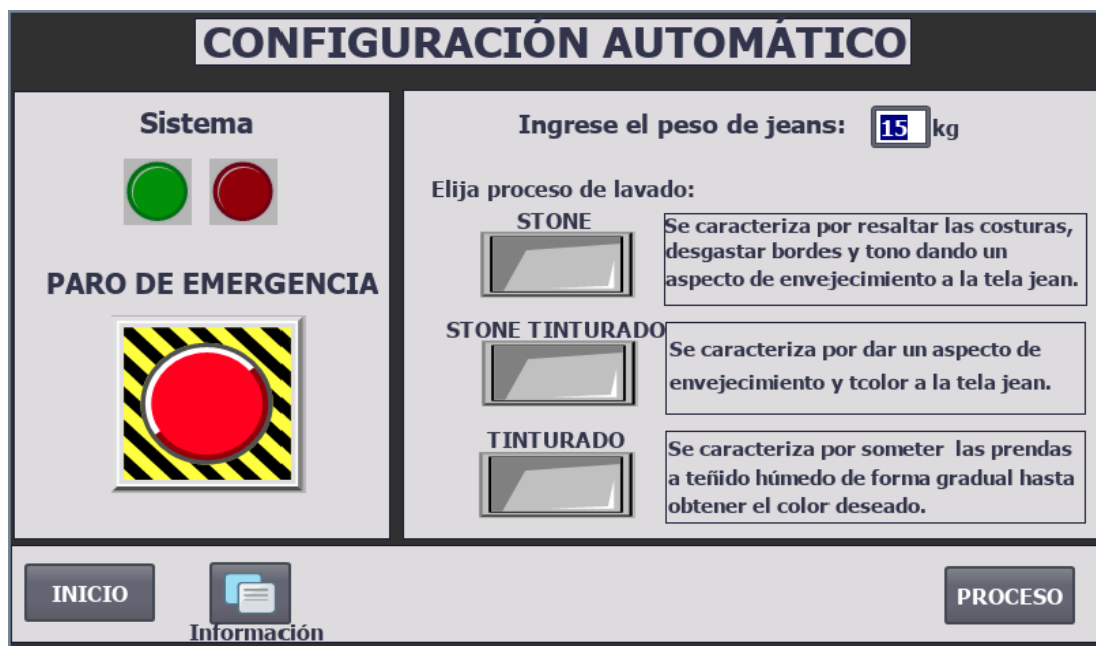 CONFIGURACIÓN AUTOMÁTICO
Sistema
PARO DE EMERGENCIA
Ingrese el peso de jeans: 15 kg
Elija proceso de lavado:
STONE
Se caracteriza por resaltar las costuras,
desgastar bordes y tono dando un
aspecto de envejecimiento a la tela jean.
STONE TINTURADO
Se caracteriza por dar un aspecto de
envejecimiento y tcolor a la tela jean.
TINTURADO
Se caracteriza por someter las prendas
a teñido húmedo de forma gradual hasta
obtener el color deseado.
INICIO
Información
PROCESO